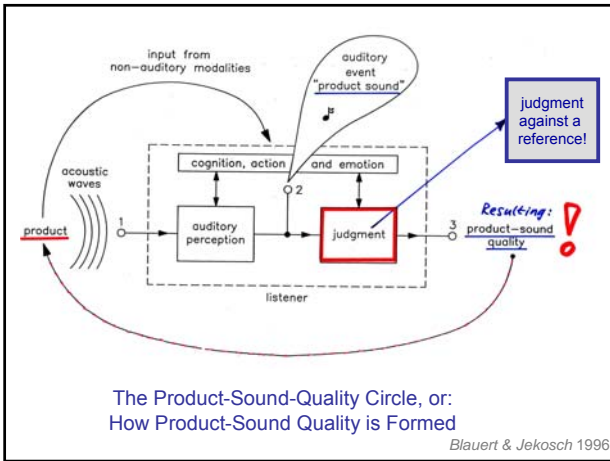 input from
non-auditory modalities
auditory
event
"product sound"
judgment
against a
reference!
cognition, action and emotion
acoustic
waves
product
1
auditory
perception
2
judgment
3
Resulting:
product-sound
quality
!
listener
The Product-Sound-Quality Circle, or:
How Product-Sound Quality is Formed
Blauert & Jekosch 1996